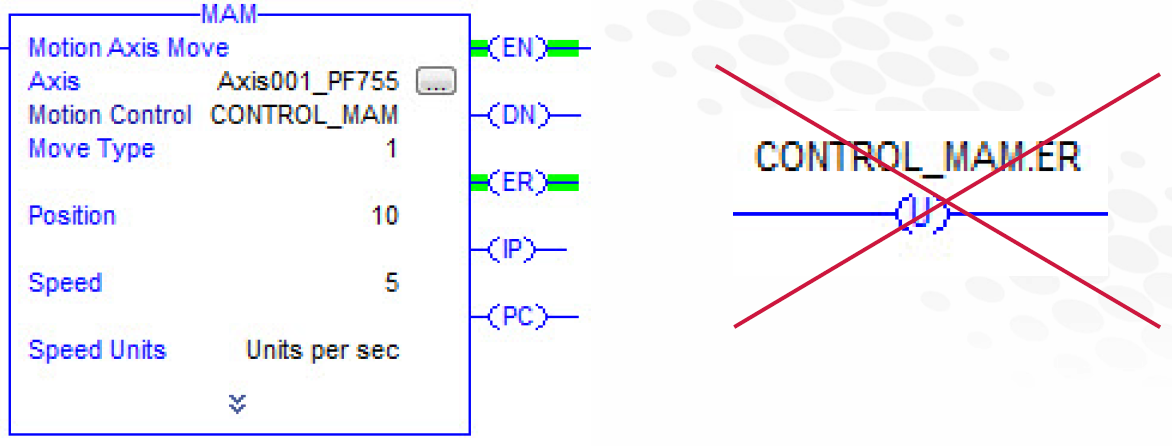 MAM
Motion Axis Move (EN)
Axis Axis001_PF755 ...
Motion Control CONTROL_MAM (DN)
Move Type 1
(ER)
Position 10
(IP)
Speed 5
(PC)
Speed Units Units per sec
CONTROL_MAM.ER
(U)